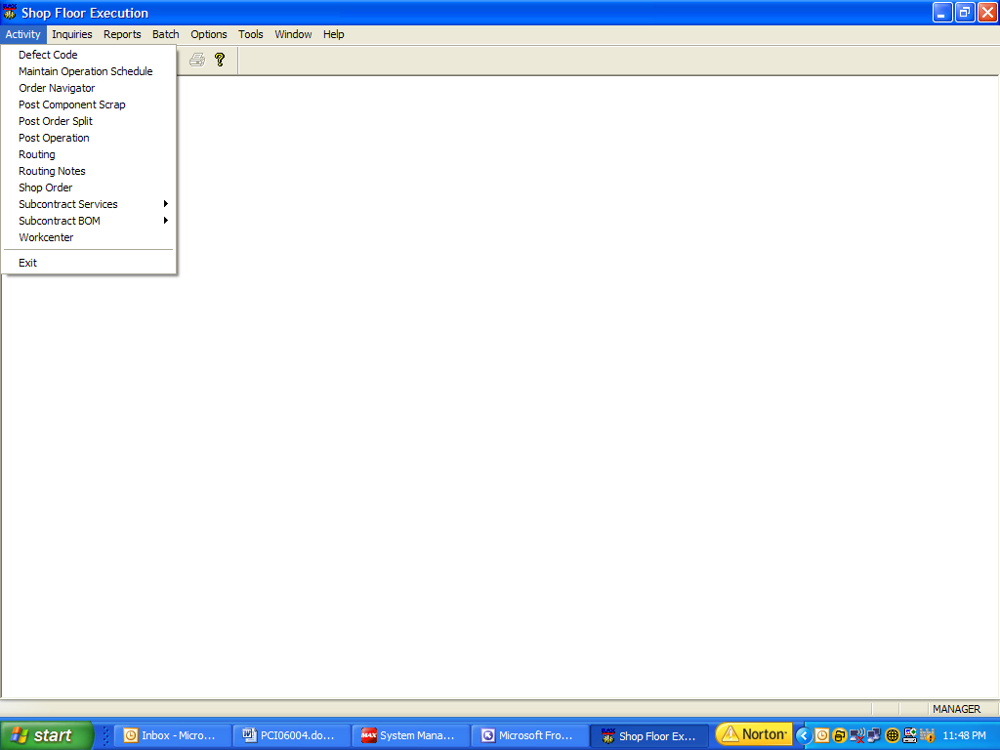 Shop Floor Execution
Activity Inquiries Reports Batch Options Tools Window Help
Defect Code
Maintain Operation Schedule
Order Navigator
Post Component Scrap
Post Order Split
Post Operation
Routing
Routing Notes
Shop Order
Subcontract Services
Subcontract BOM
Workcenter
Exit
MANAGER
start Inbox - Micro... PCI06004.do... MAX System Mana... Microsoft Fro... Shop Floor Ex... Norton 11:48 PM